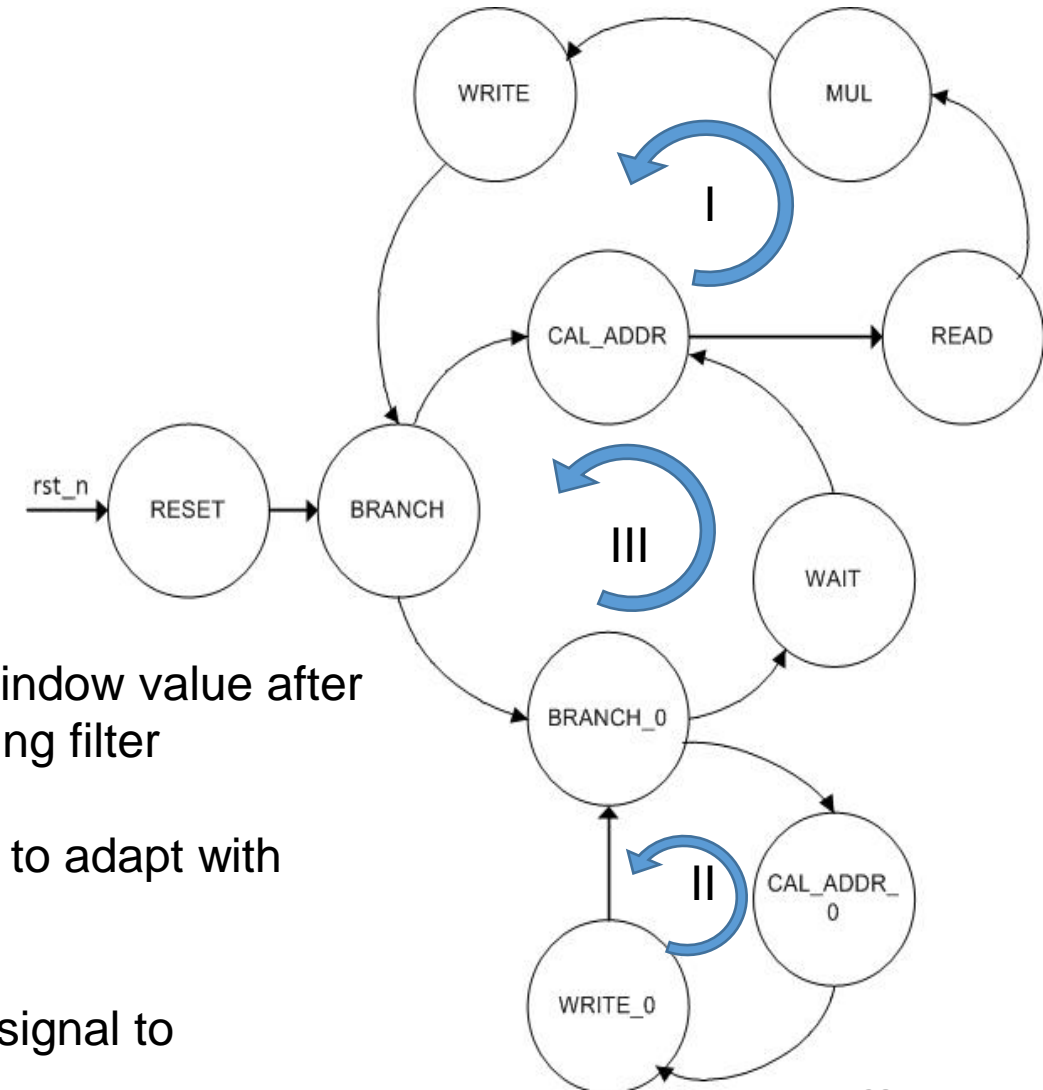 WRITE
MUL
I
CAL_ADDR
READ
rst_n
RESET
BRANCH
III
WAIT
indow value after
ng filter
BRANCH_0
to adapt with
II
CAL_ADDR_
0
WRITE_0
signal to